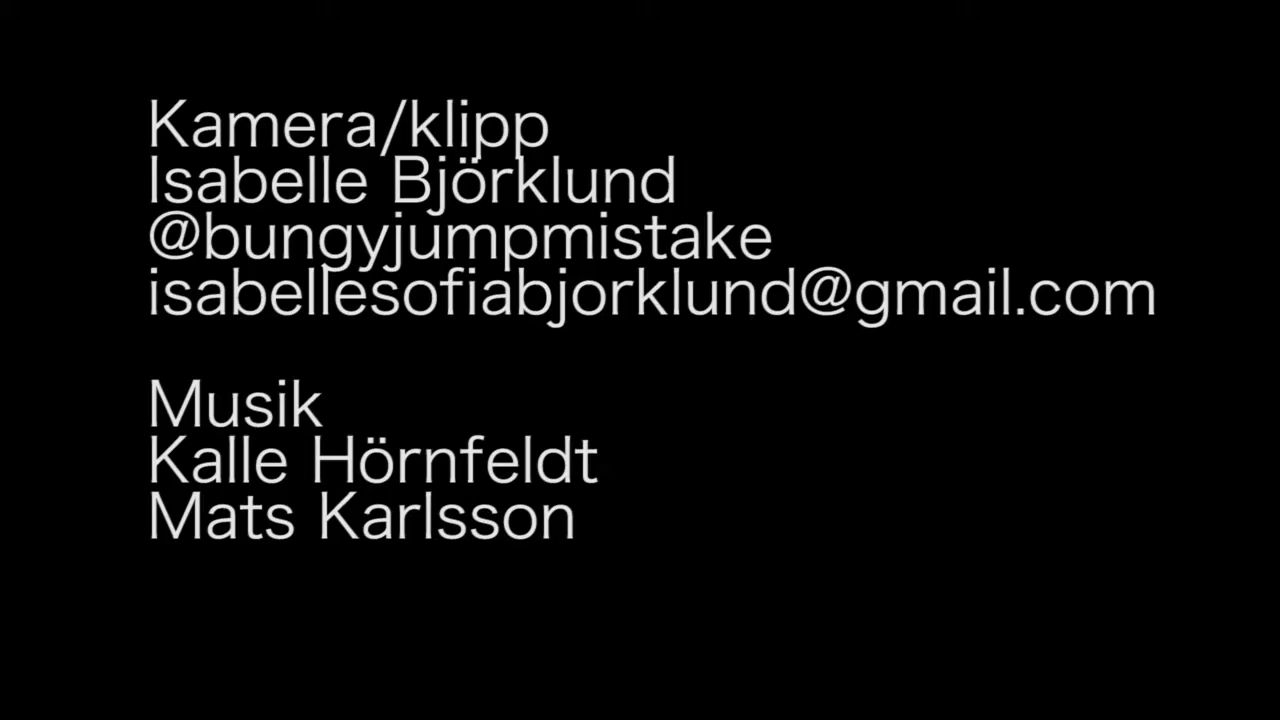 Kamera/klipp
Isabelle Björklund
@bungyjumpmistake
isabellesofiabjorklund@gmail.com
Musik
Kalle Hörnfeldt
Mats Karlsson